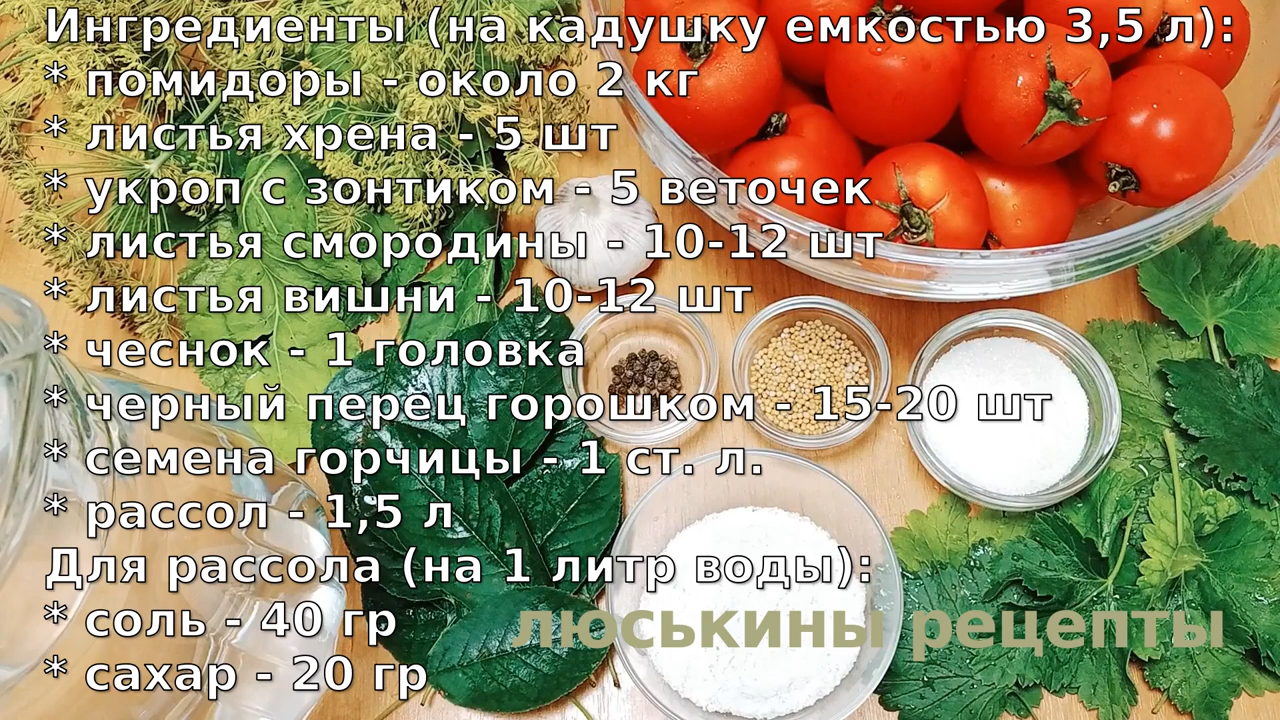 Ингредиенты (на кадушку емкостью 3,5 л):
* помидоры - около 2 кг
* листья хрена - 5 шт
* укроп с зонтиком - 5 веточек
* листья смородины - 10-12 шт
* листья вишни - 10-12 шт
* чеснок - 1 головка
* черный перец горошком - 15-20 шт
* семена горчицы - 1 ст. л.
* рассол - 1,5 л
Для рассола (на 1 литр воды):
* соль - 40 гр
люськины рецепты
* сахар - 20 гр